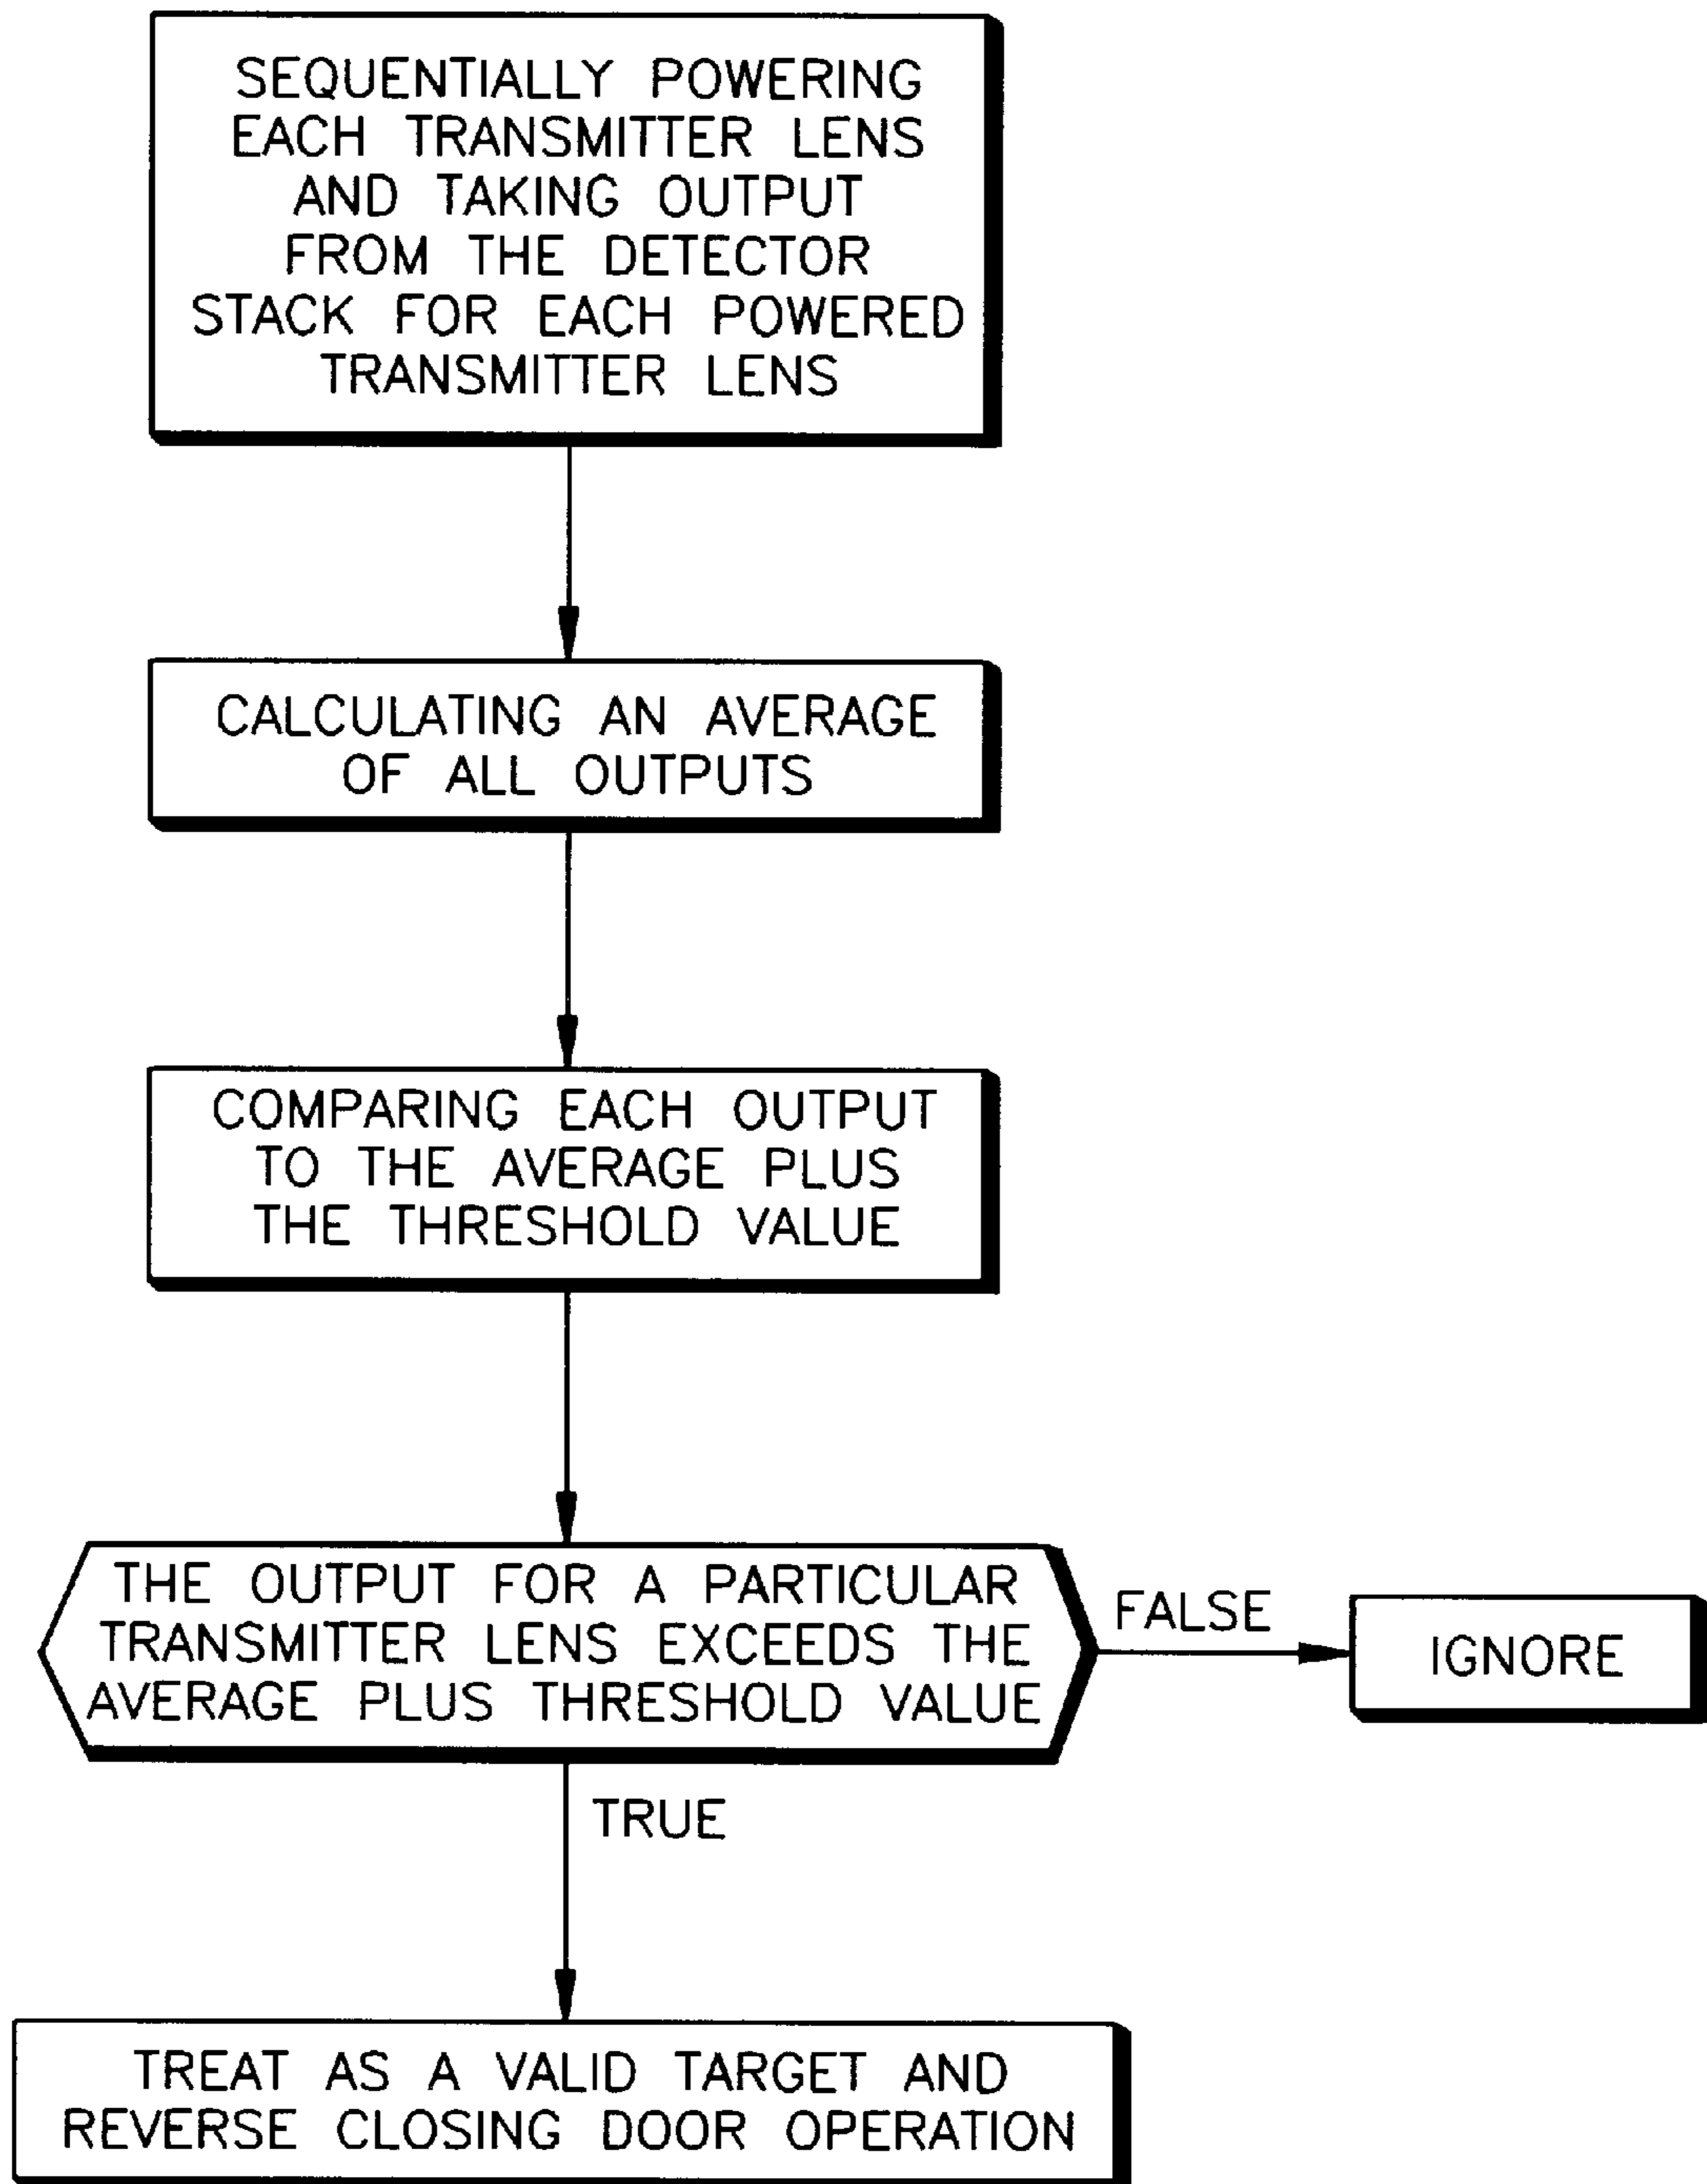 SEQUENTIALLY POWERING
EACH TRANSMITTER LENS
AND TAKING OUTPUT
FROM THE DETECTOR
STACK FOR EACH POWERED
TRANSMITTER LENS
CALCULATING AN AVERAGE
OF ALL OUTPUTS
COMPARING EACH OUTPUT
TO THE AVERAGE PLUS
THE THRESHOLD VALUE
THE OUTPUT FOR A PARTICULAR
TRANSMITTER LENS EXCEEDS THE
AVERAGE PLUS THRESHOLD VALUE
FALSE
IGNORE
TRUE
TREAT AS A VALID TARGET AND
REVERSE CLOSING DOOR OPERATION